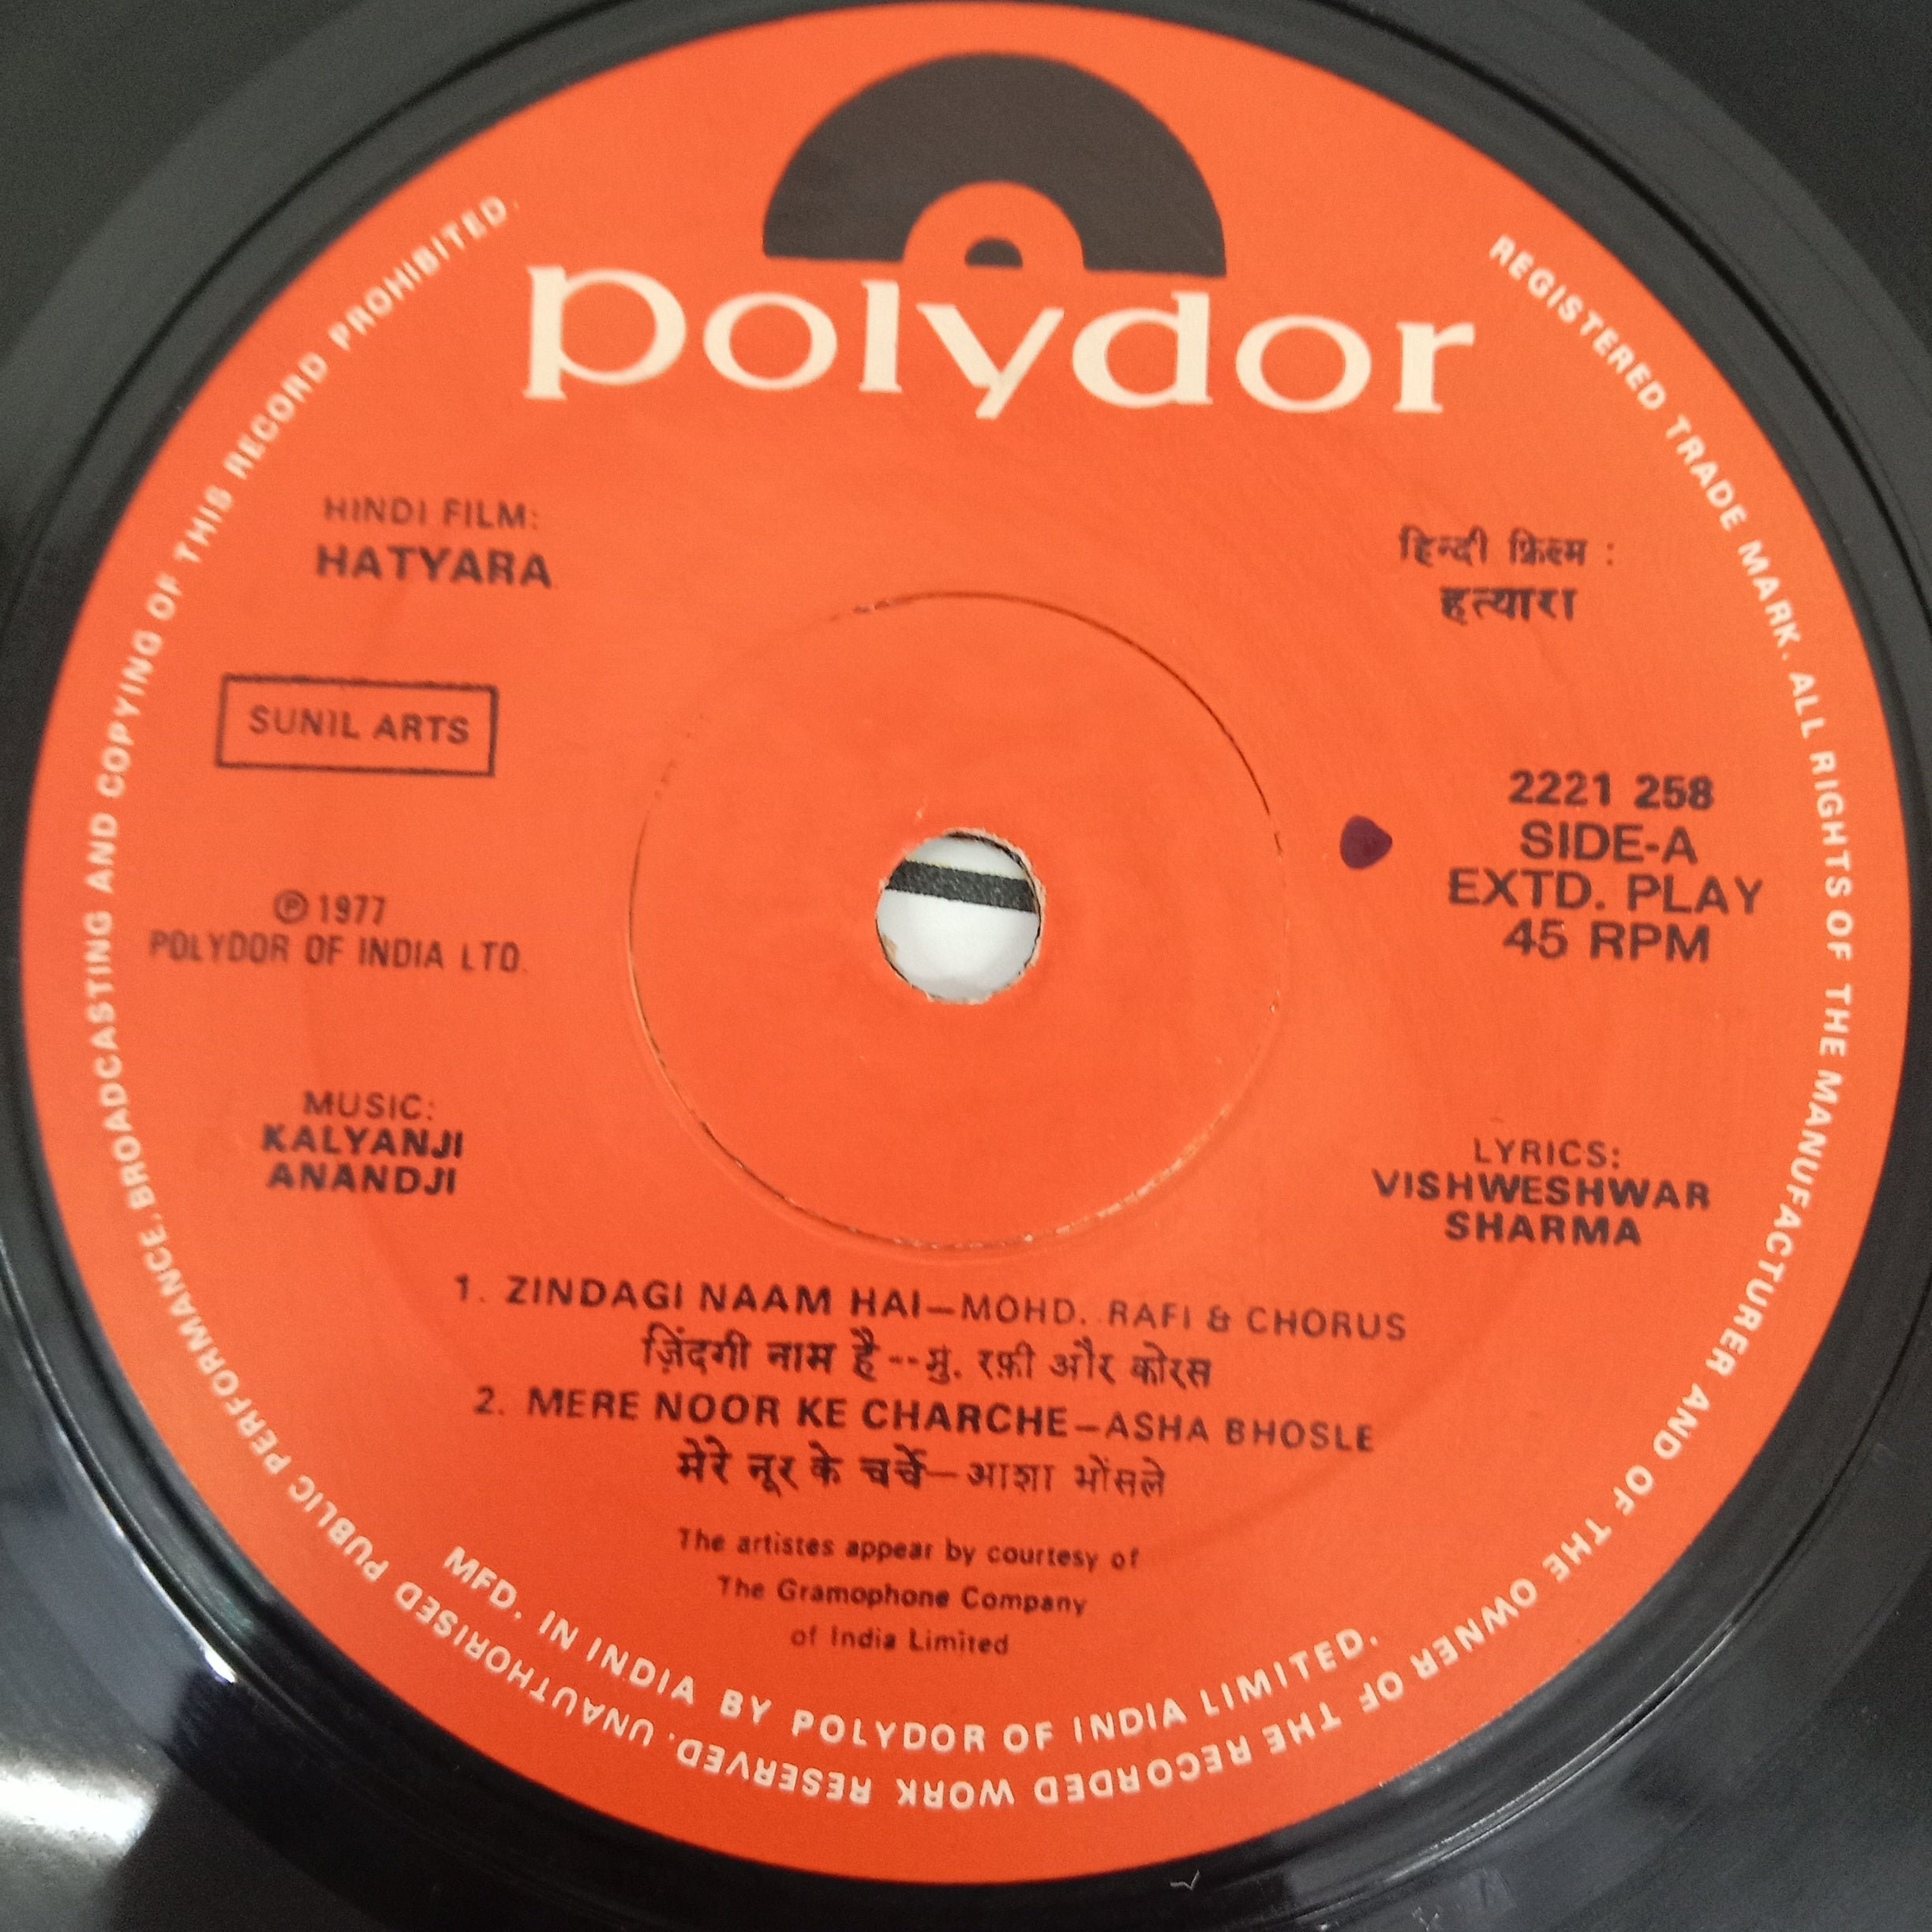 polydor
HINDI FILM:
HATYARA
हिन्दी फ़िल्म :
हत्यारा
SUNIL ARTS
2221 258
SIDE-A
EXTD. PLAY
45 RPM
Ⓟ 1977
POLYDOR OF INDIA LTD.
MUSIC:
KALYANJI
ANANDJI
LYRICS:
VISHWESHWAR
SHARMA
1. ZINDAGI NAAM HAI—MOHD. RAFI & CHORUS
ज़िंदगी नाम है--मु. रफ़ी और कोरस
2. MERE NOOR KE CHARCHE—ASHA BHOSLE
मेरे नूर के चर्चे—आशा भोंसले
The artistes appear by courtesy of
The Gramophone Company
of India Limited
MFD. IN INDIA BY POLYDOR OF INDIA LIMITED.
REGISTERED TRADE MARK. ALL RIGHTS OF THE MANUFACTURER AND OF THE OWNER OF THE RECORDED WORK RESERVED. UNAUTHORISED PUBLIC PERFORMANCE, BROADCASTING AND COPYING OF THIS RECORD PROHIBITED.